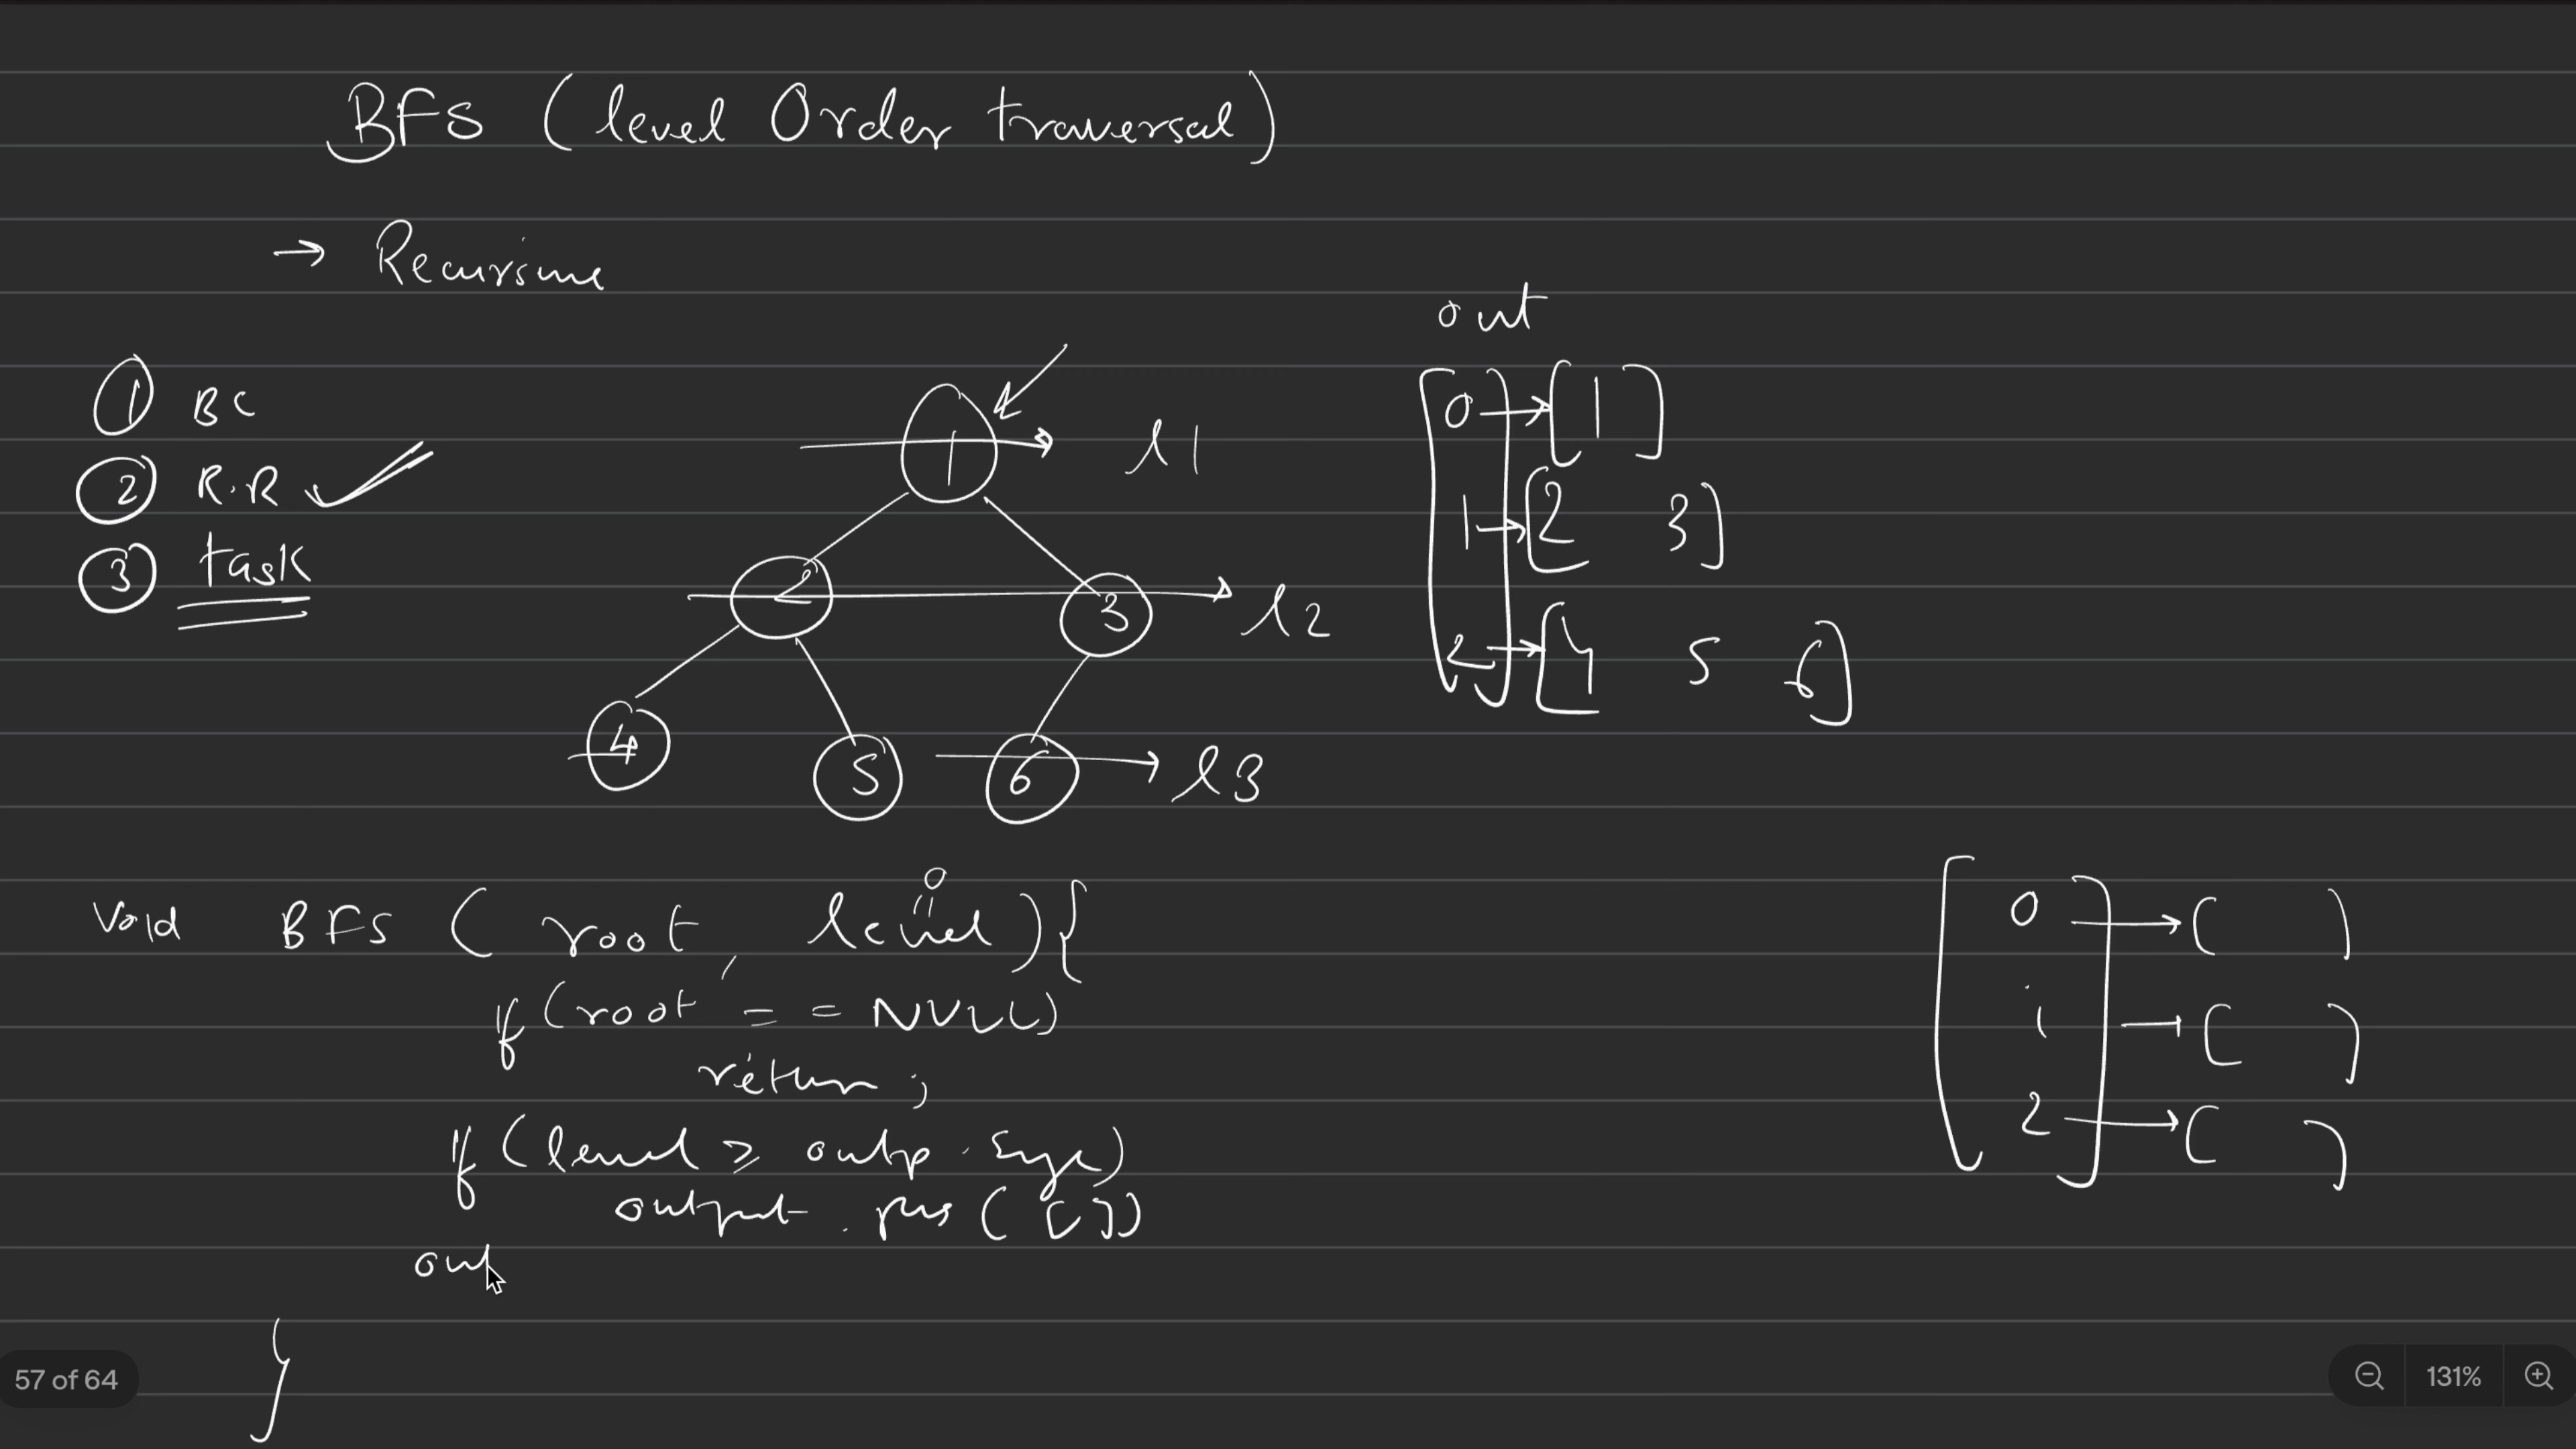 BFS (level Order traversal)
→ Recursive
① BC
② R.R ✓
③ task
1
l1
2
3
l2
4
5
6
l3
out
0 → [1]
1 → [2 3]
2 → [4 5 6]
Void BFS ( root, level ) {
0
"
if (root == NULL)
return ;
if (level ≥ outp . size)
output . pus ( [ ] )
out
}
0 → [ ]
1 → [ ]
2 → [ ]
57 of 64
131%